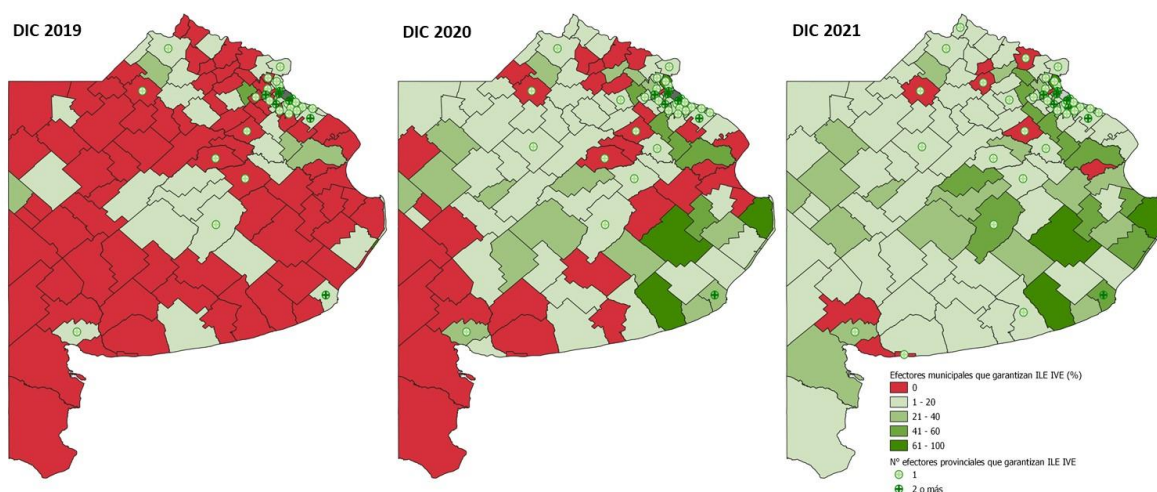 DIC 2019
DIC 2020
DIC 2021
Efectores municipales que garantizan ILE IVE (%)
0
1 - 20
21 - 40
41 - 60
61 - 100
N° efectores provinciales que garantizan ILE IVE
1
2 o más